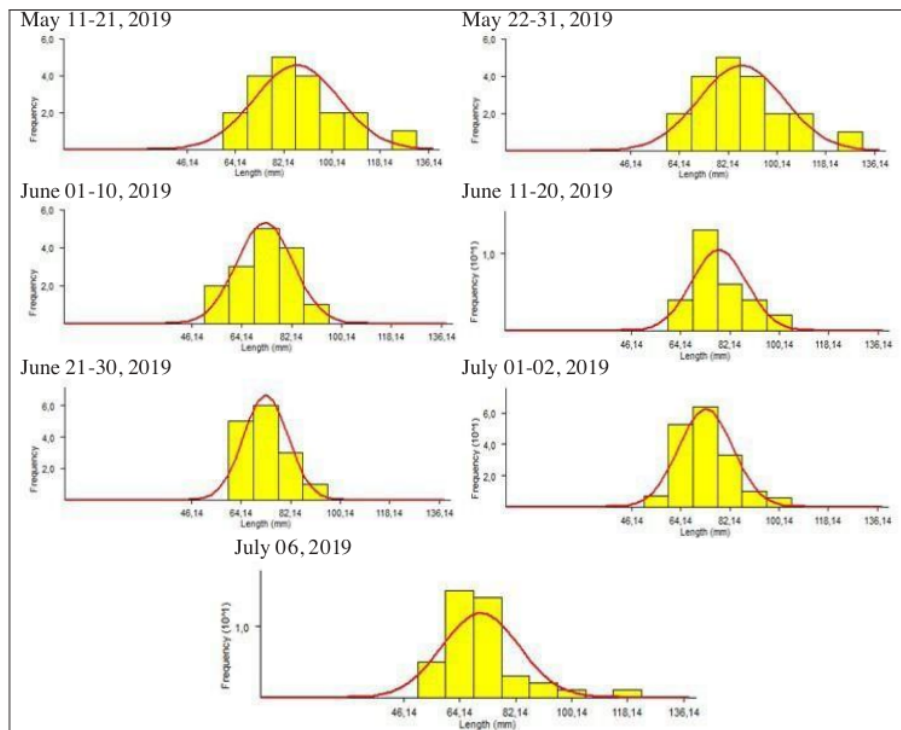 May 11-21, 2019
6,0
4,0
2,0
Frequency
46,14 64,14 82,14 100,14 118,14 136,14
Length (mm)
May 22-31, 2019
6,0
4,0
2,0
Frequency
46,14 64,14 82,14 100,14 118,14 136,14
Length (mm)
June 01-10, 2019
6,0
4,0
2,0
Frequency
46,14 64,14 82,14 100,14 118,14 136,14
Length (mm)
June 11-20, 2019
1,0
Frequency (10^1)
46,14 64,14 82,14 100,14 118,14 136,14
Length (mm)
June 21-30, 2019
6,0
4,0
2,0
Frequency
46,14 64,14 82,14 100,14 118,14 136,14
Length (mm)
July 01-02, 2019
6,0
4,0
2,0
Frequency (10^1)
46,14 64,14 82,14 100,14 118,14 136,14
Length (mm)
July 06, 2019
1,0
Frequency (10^1)
46,14 64,14 82,14 100,14 118,14 136,14
Length (mm)